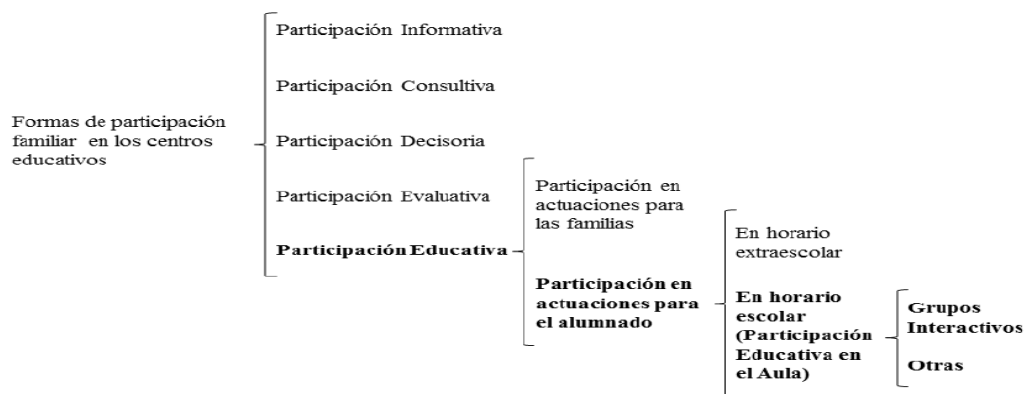 Formas de participación
familiar en los centros
educativos
Participación Informativa
Participación Consultiva
Participación Decisoria
Participación Evaluativa
Participación Educativa
Participación en
actuaciones para
las familias
Participación en
actuaciones para
el alumnado
En horario
extraescolar
En horario
escolar
(Participación
Educativa en
el Aula)
Grupos
Interactivos
Otras